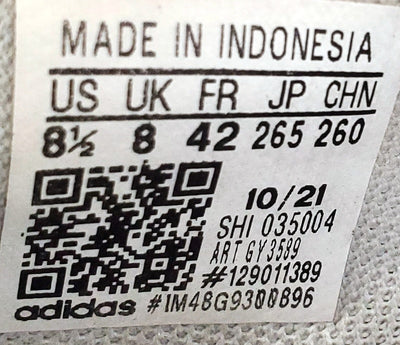 MADE IN INDONESIA
US UK FR JP CHN
8½ 8 42 265 260
10/21
SHI 035004
ART GY3589
#129011389
adidas #IM48G9300896